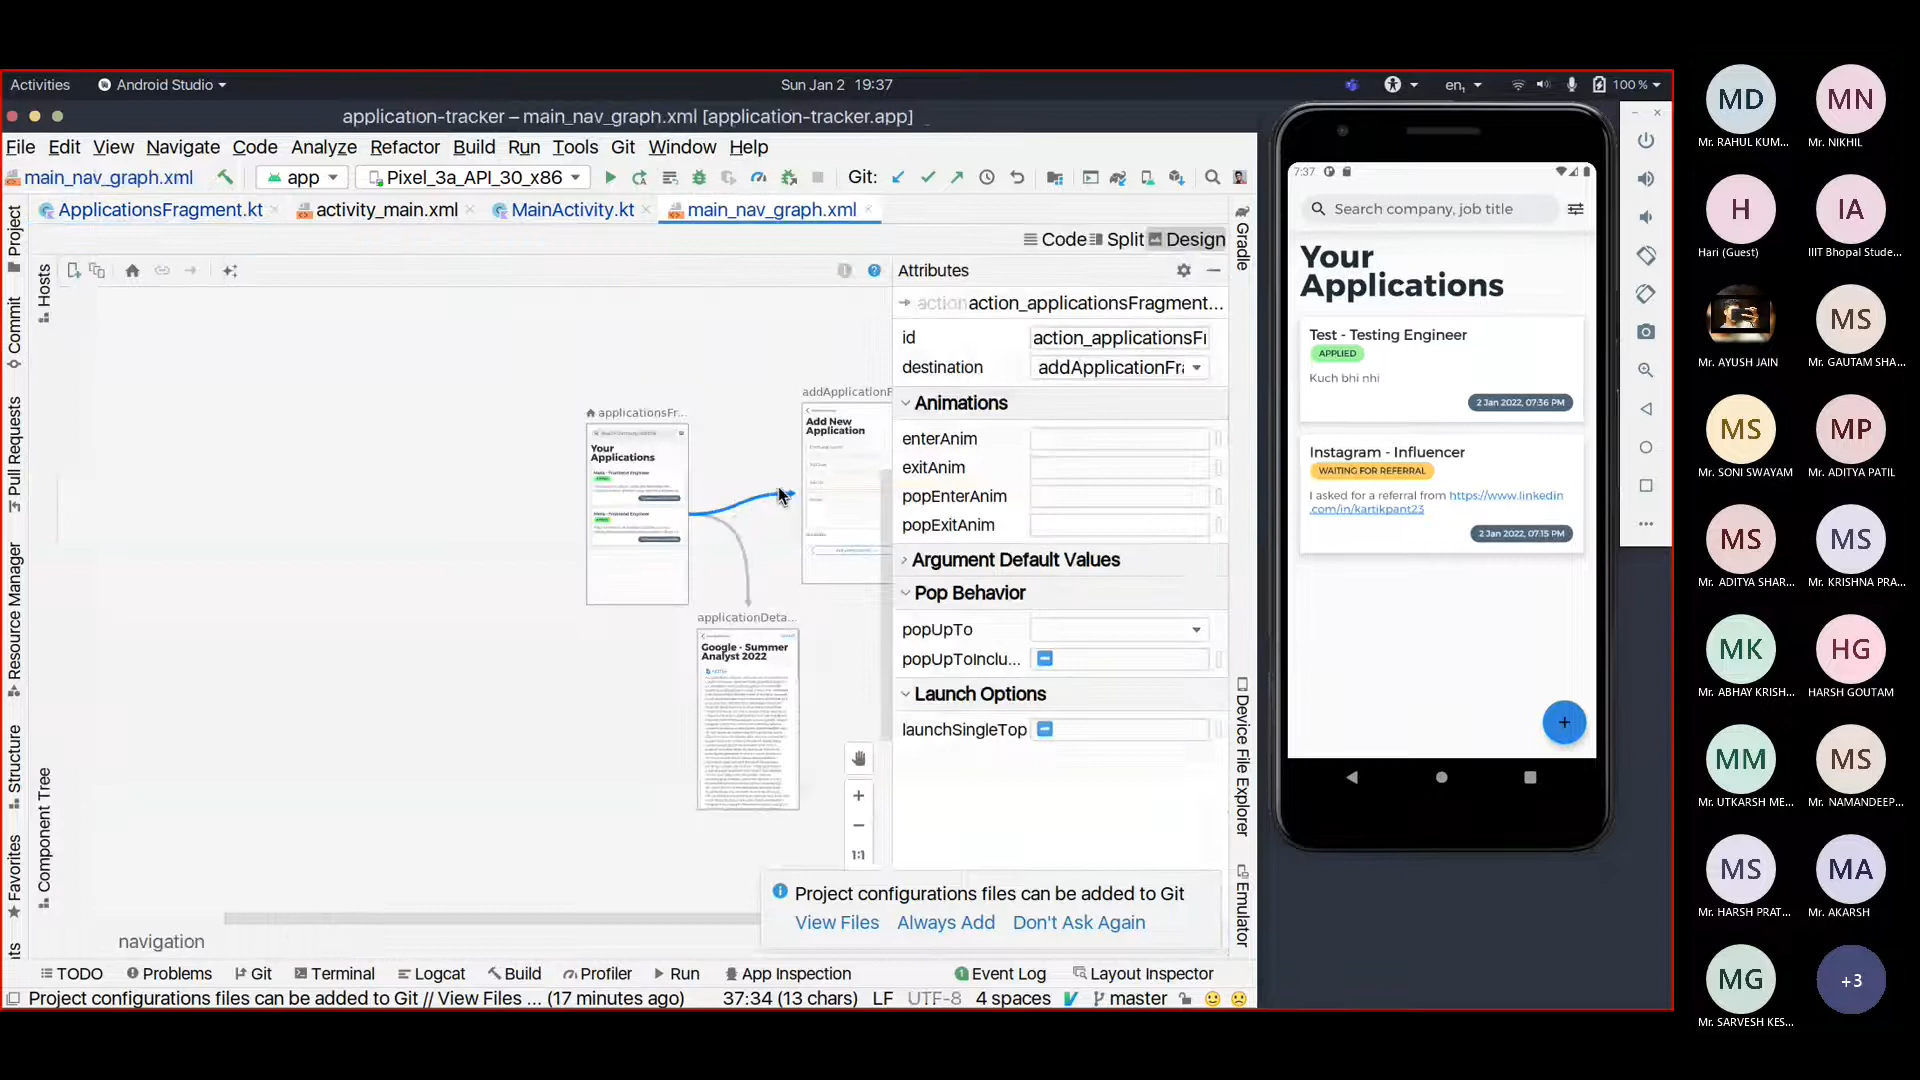 Activities
Android Studio
Sun Jan 2 19:37
en1
100 %
application-tracker – main_nav_graph.xml [application-tracker.app]
File Edit View Navigate Code Analyze Refactor Build Run Tools Git Window Help
main_nav_graph.xml
app
Pixel_3a_API_30_x86
Git:
ApplicationsFragment.kt
activity_main.xml
MainActivity.kt
main_nav_graph.xml
Code
Split
Design
Project
Commit
Pull Requests
Resource Manager
Structure
Favorites
Hosts
Component Tree
Attributes
action
action_applicationsFragment...
id
action_applicationsFr
destination
addApplicationFra
Animations
enterAnim
exitAnim
popEnterAnim
popExitAnim
Argument Default Values
Pop Behavior
popUpTo
popUpToInclu...
Launch Options
launchSingleTop
applicationsFr...
Your
Applications
addApplicationF
Add New
Application
applicationDeta...
Google - Summer
Analyst 2022
1:1
Gradle
Device File Explorer
Emulator
Project configurations files can be added to Git
View Files Always Add Don't Ask Again
navigation
TODO Problems Git Terminal Logcat Build Profiler Run App Inspection Event Log Layout Inspector
Project configurations files can be added to Git // View Files ... (17 minutes ago)
37:34 (13 chars) LF UTF-8 4 spaces master
7:37
Search company, job title
Your
Applications
Test - Testing Engineer
APPLIED
Kuch bhi nhi
2 Jan 2022, 07:36 PM
Instagram - Influencer
WAITING FOR REFERRAL
I asked for a referral from https://www.linkedin
.com/in/kartikpant23
2 Jan 2022, 07:15 PM
MD
MN
Mr. RAHUL KUM...
Mr. NIKHIL
H
IA
Hari (Guest)
IIIT Bhopal Stude...
MS
Mr. AYUSH JAIN
Mr. GAUTAM SHA...
MS
MP
Mr. SONI SWAYAM
Mr. ADITYA PATIL
MS
MS
Mr. ADITYA SHAR...
Mr. KRISHNA PRA...
MK
HG
Mr. ABHAY KRISH...
HARSH GOUTAM
MM
MS
Mr. UTKARSH ME...
Mr. NAMANDEEP...
MS
MA
Mr. HARSH PRAT...
Mr. AKARSH
MG
+3
Mr. SARVESH KES...